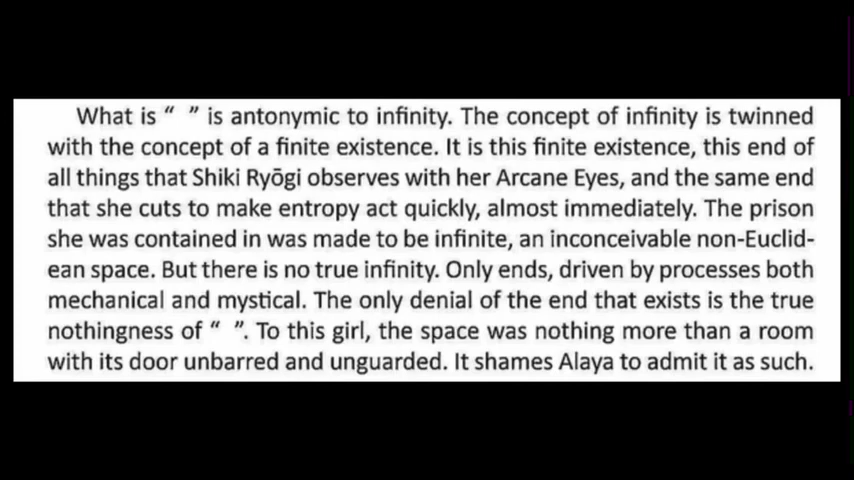 What is “  ” is antonymic to infinity. The concept of infinity is twinned
with the concept of a finite existence. It is this finite existence, this end of
all things that Shiki Ryōgi observes with her Arcane Eyes, and the same end
that she cuts to make entropy act quickly, almost immediately. The prison
she was contained in was made to be infinite, an inconceivable non-Euclid-
ean space. But there is no true infinity. Only ends, driven by processes both
mechanical and mystical. The only denial of the end that exists is the true
nothingness of “  ”. To this girl, the space was nothing more than a room
with its door unbarred and unguarded. It shames Alaya to admit it as such.